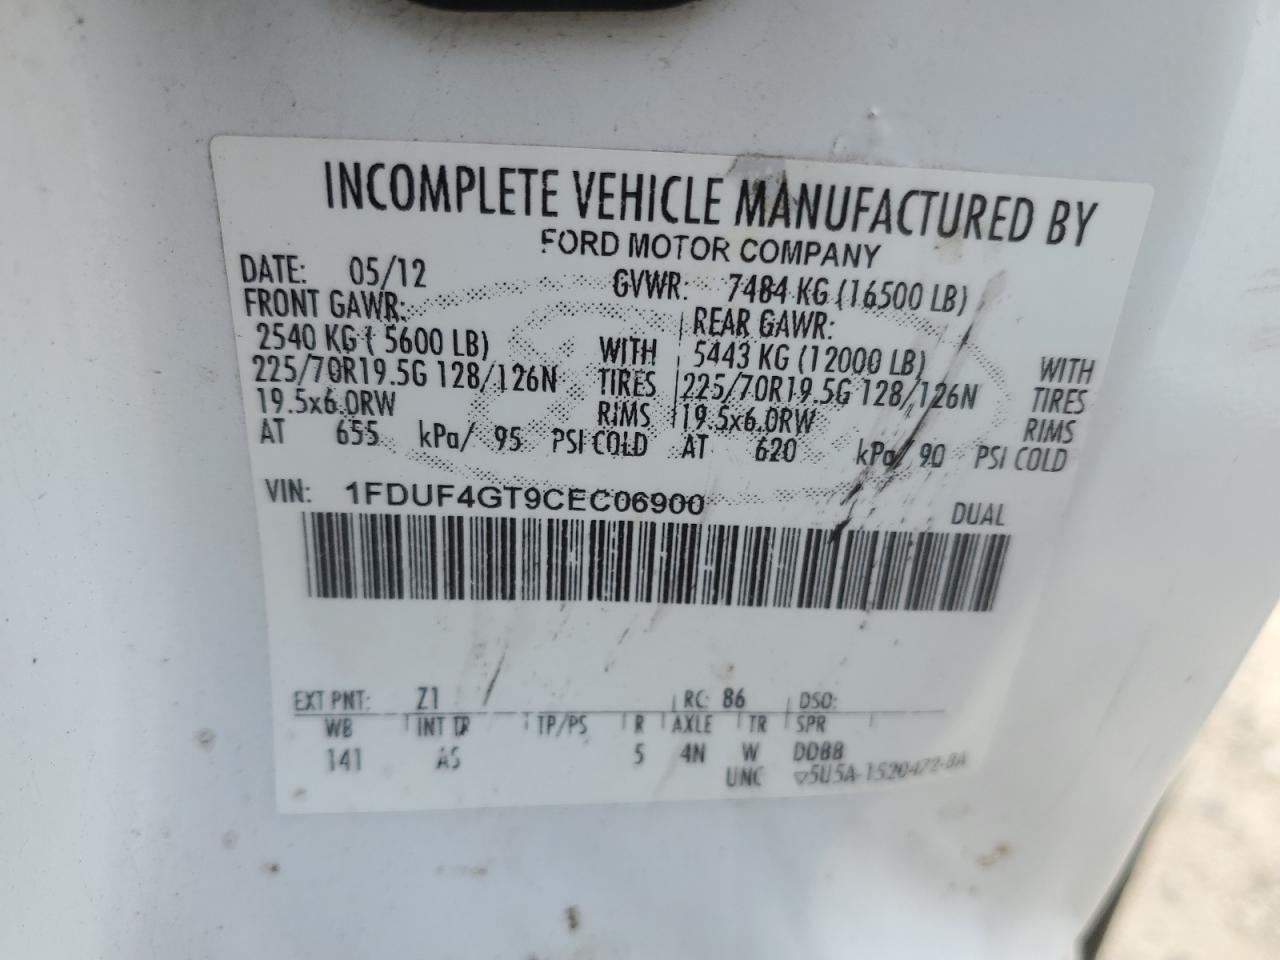 INCOMPLETE VEHICLE MANUFACTURED BY
FORD MOTOR COMPANY
DATE: 05/12 GVWR: 7484 KG (16500 LB)
FRONT GAWR: REAR GAWR:
2540 KG ( 5600 LB) WITH 5443 KG (12000 LB) WITH
225/70R19.5G 128/126N TIRES 225/70R19.5G 128/126N TIRES
19.5x6.0RW RIMS 19.5x6.0RW RIMS
AT 655 kPa/ 95 PSI COLD AT 620 kPa/ 90 PSI COLD
VIN: 1FDUF4GT9CEC06900 DUAL
EXT PNT: Z1 RC: 86 DSO:
WB INT TR TP/PS R AXLE TR SPR
141 AS 5 4N W DDBB
UNC ▽5U5A-1520472-BA